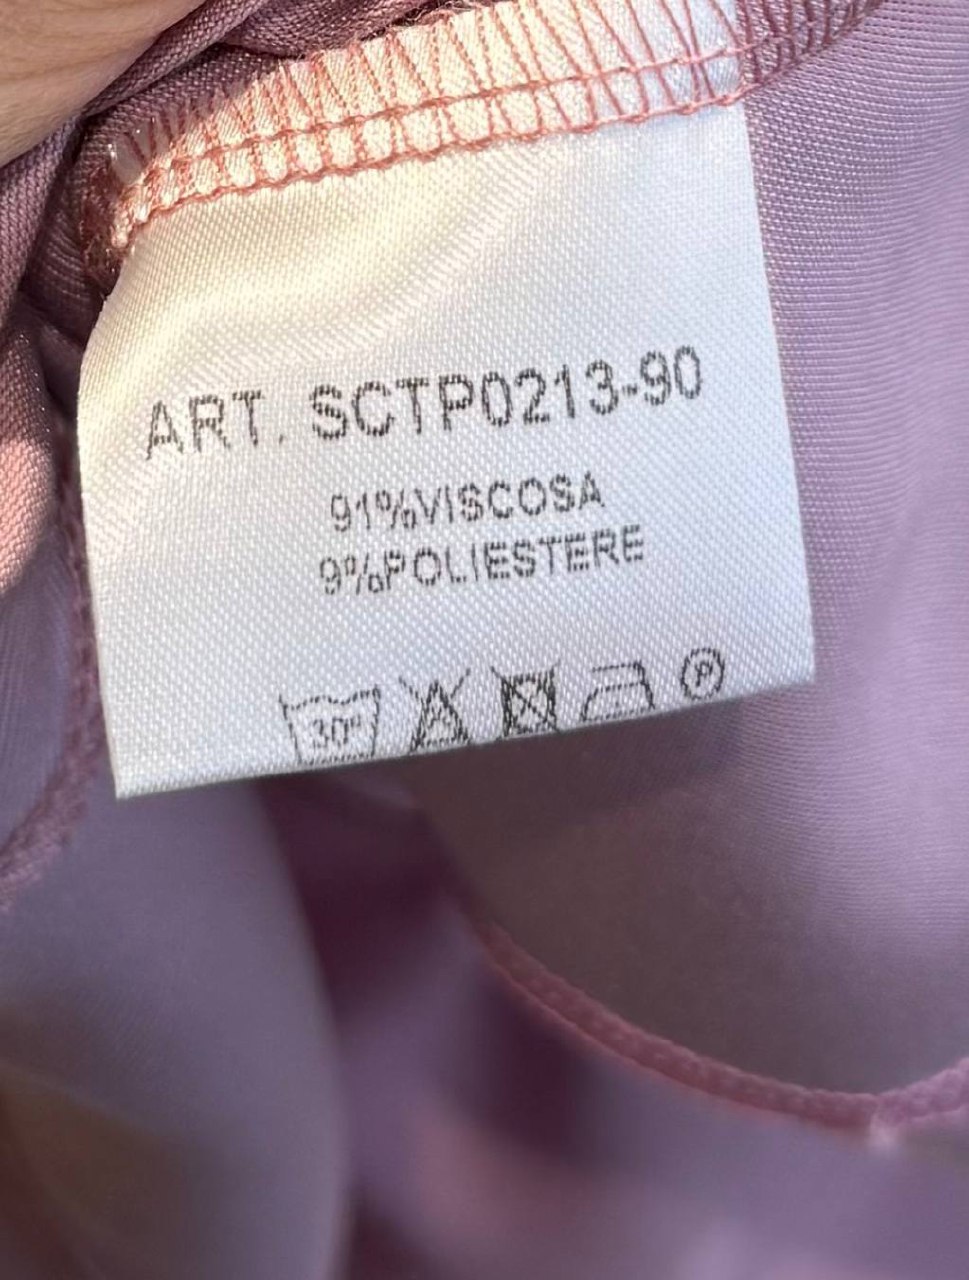 ART. SCTP0213-90
91%VISCOSA
9%POLIESTERE
30° P